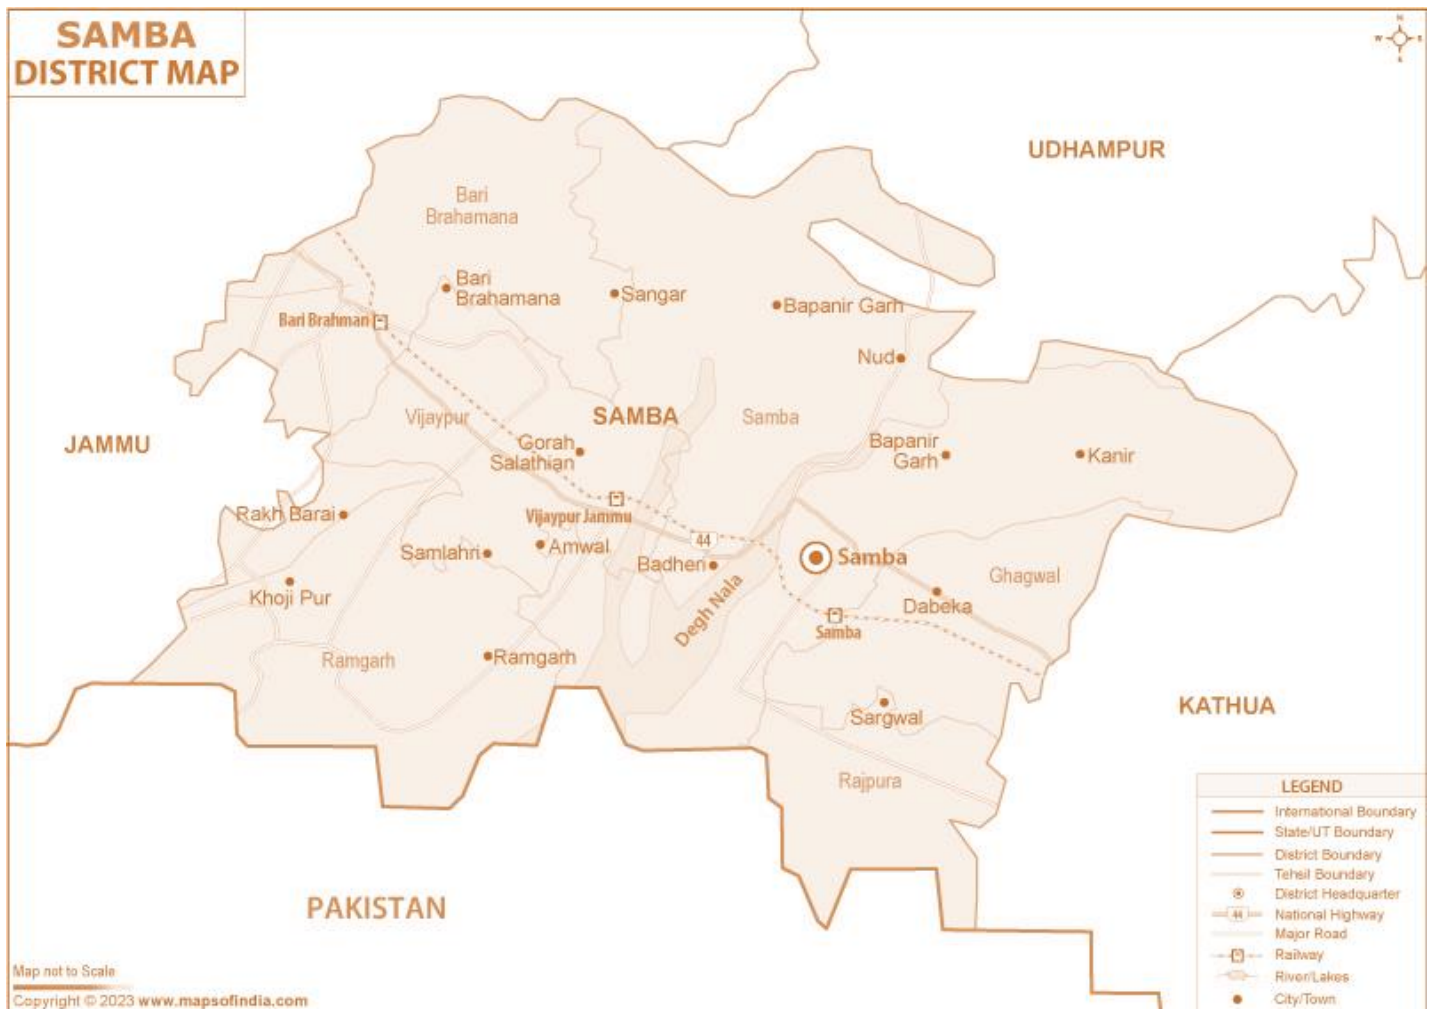 SAMBA
DISTRICT MAP
N
W
E
UDHAMPUR
Bari
Brahamana
Bari
Brahamana
Sangar
Bapanir Garh
Bari Brahman
Nud
Vijaypur
SAMBA
Samba
JAMMU
Gorah
Salathian
Bapanir
Garh
Kanir
Vijaypur Jammu
Rakh Barai
44
Samlahri
Amwal
Badheri
Samba
Ghagwal
Khoji Pur
Degh Nala
Dabeka
Samba
Ramgarh
Ramgarh
Sargwal
KATHUA
Rajpura
PAKISTAN
LEGEND
International Boundary
State/UT Boundary
District Boundary
Tehsil Boundary
District Headquarter
44 National Highway
Major Road
Railway
River/Lakes
City/Town
Map not to Scale
Copyright © 2023 www.mapsofindia.com